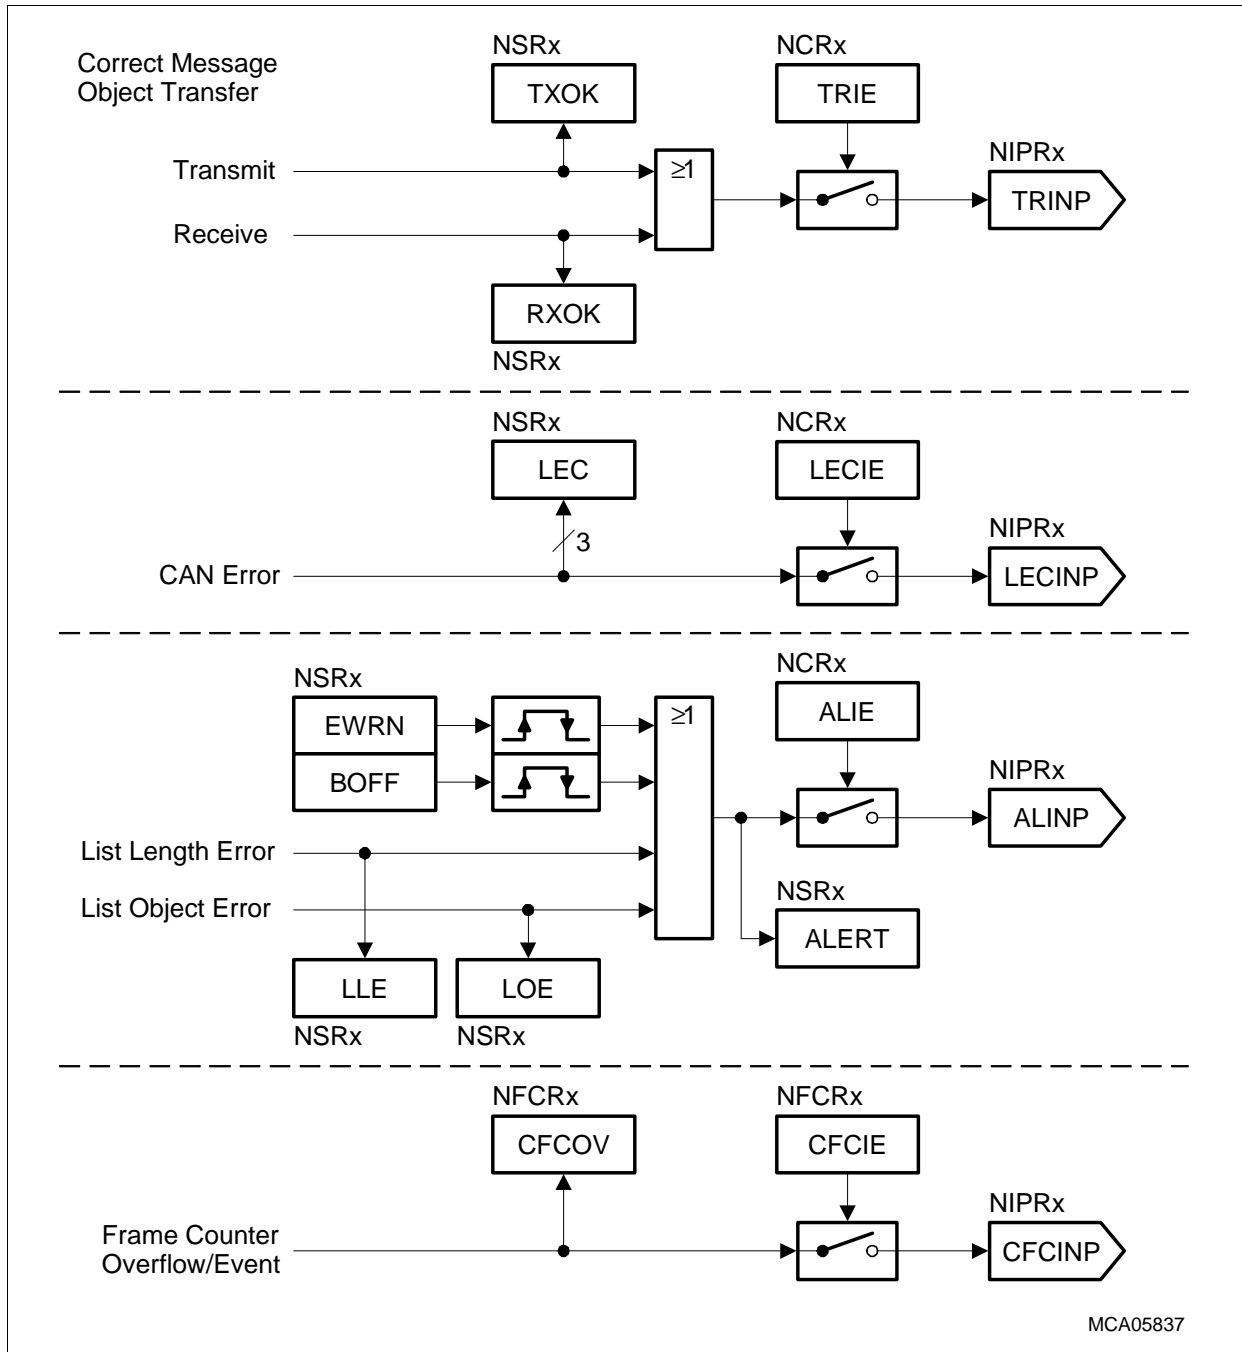 NSRx
NCRx
Correct Message
Object Transfer
TXOK
TRIE
Transmit
≥1
NIPRx
TRINP
Receive
RXOK
NSRx
NSRx
NCRx
LEC
LECIE
3
NIPRx
CAN Error
LECINP
NSRx
NCRx
EWRN
≥1
ALIE
BOFF
NIPRx
ALINP
List Length Error
NSRx
List Object Error
ALERT
LLE
LOE
NSRx
NSRx
NFCRx
NFCRx
CFCOV
CFCIE
NIPRx
Frame Counter
Overflow/Event
CFCINP
MCA05837